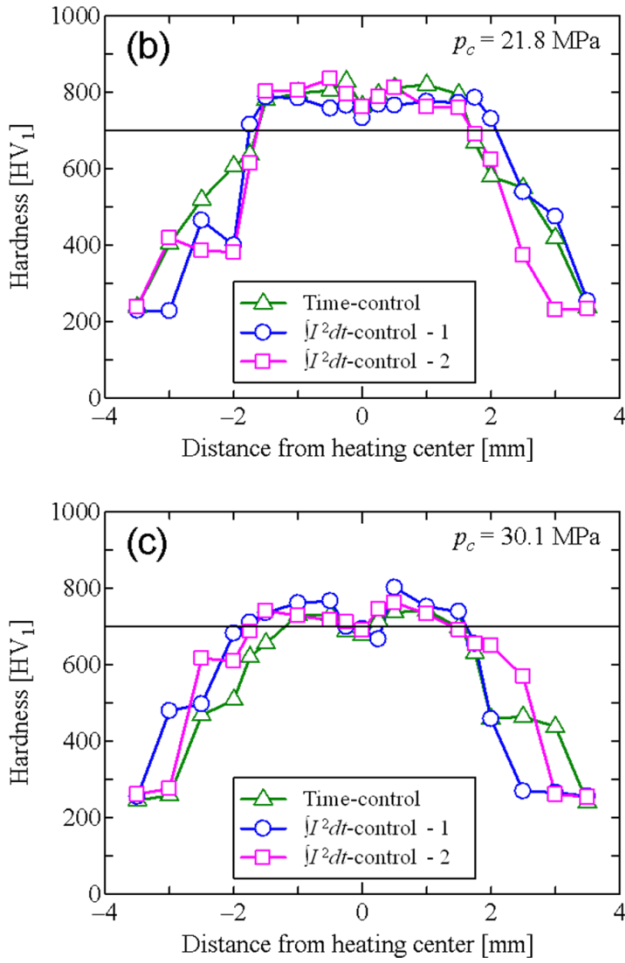 (b)
p_c = 21.8 MPa
1000
800
600
400
200
0
Hardness [HV₁]
Time-control
∫I²dt-control - 1
∫I²dt-control - 2
−4
−2
0
2
4
Distance from heating center [mm]
(c)
p_c = 30.1 MPa
1000
800
600
400
200
0
Hardness [HV₁]
Time-control
∫I²dt-control - 1
∫I²dt-control - 2
−4
−2
0
2
4
Distance from heating center [mm]